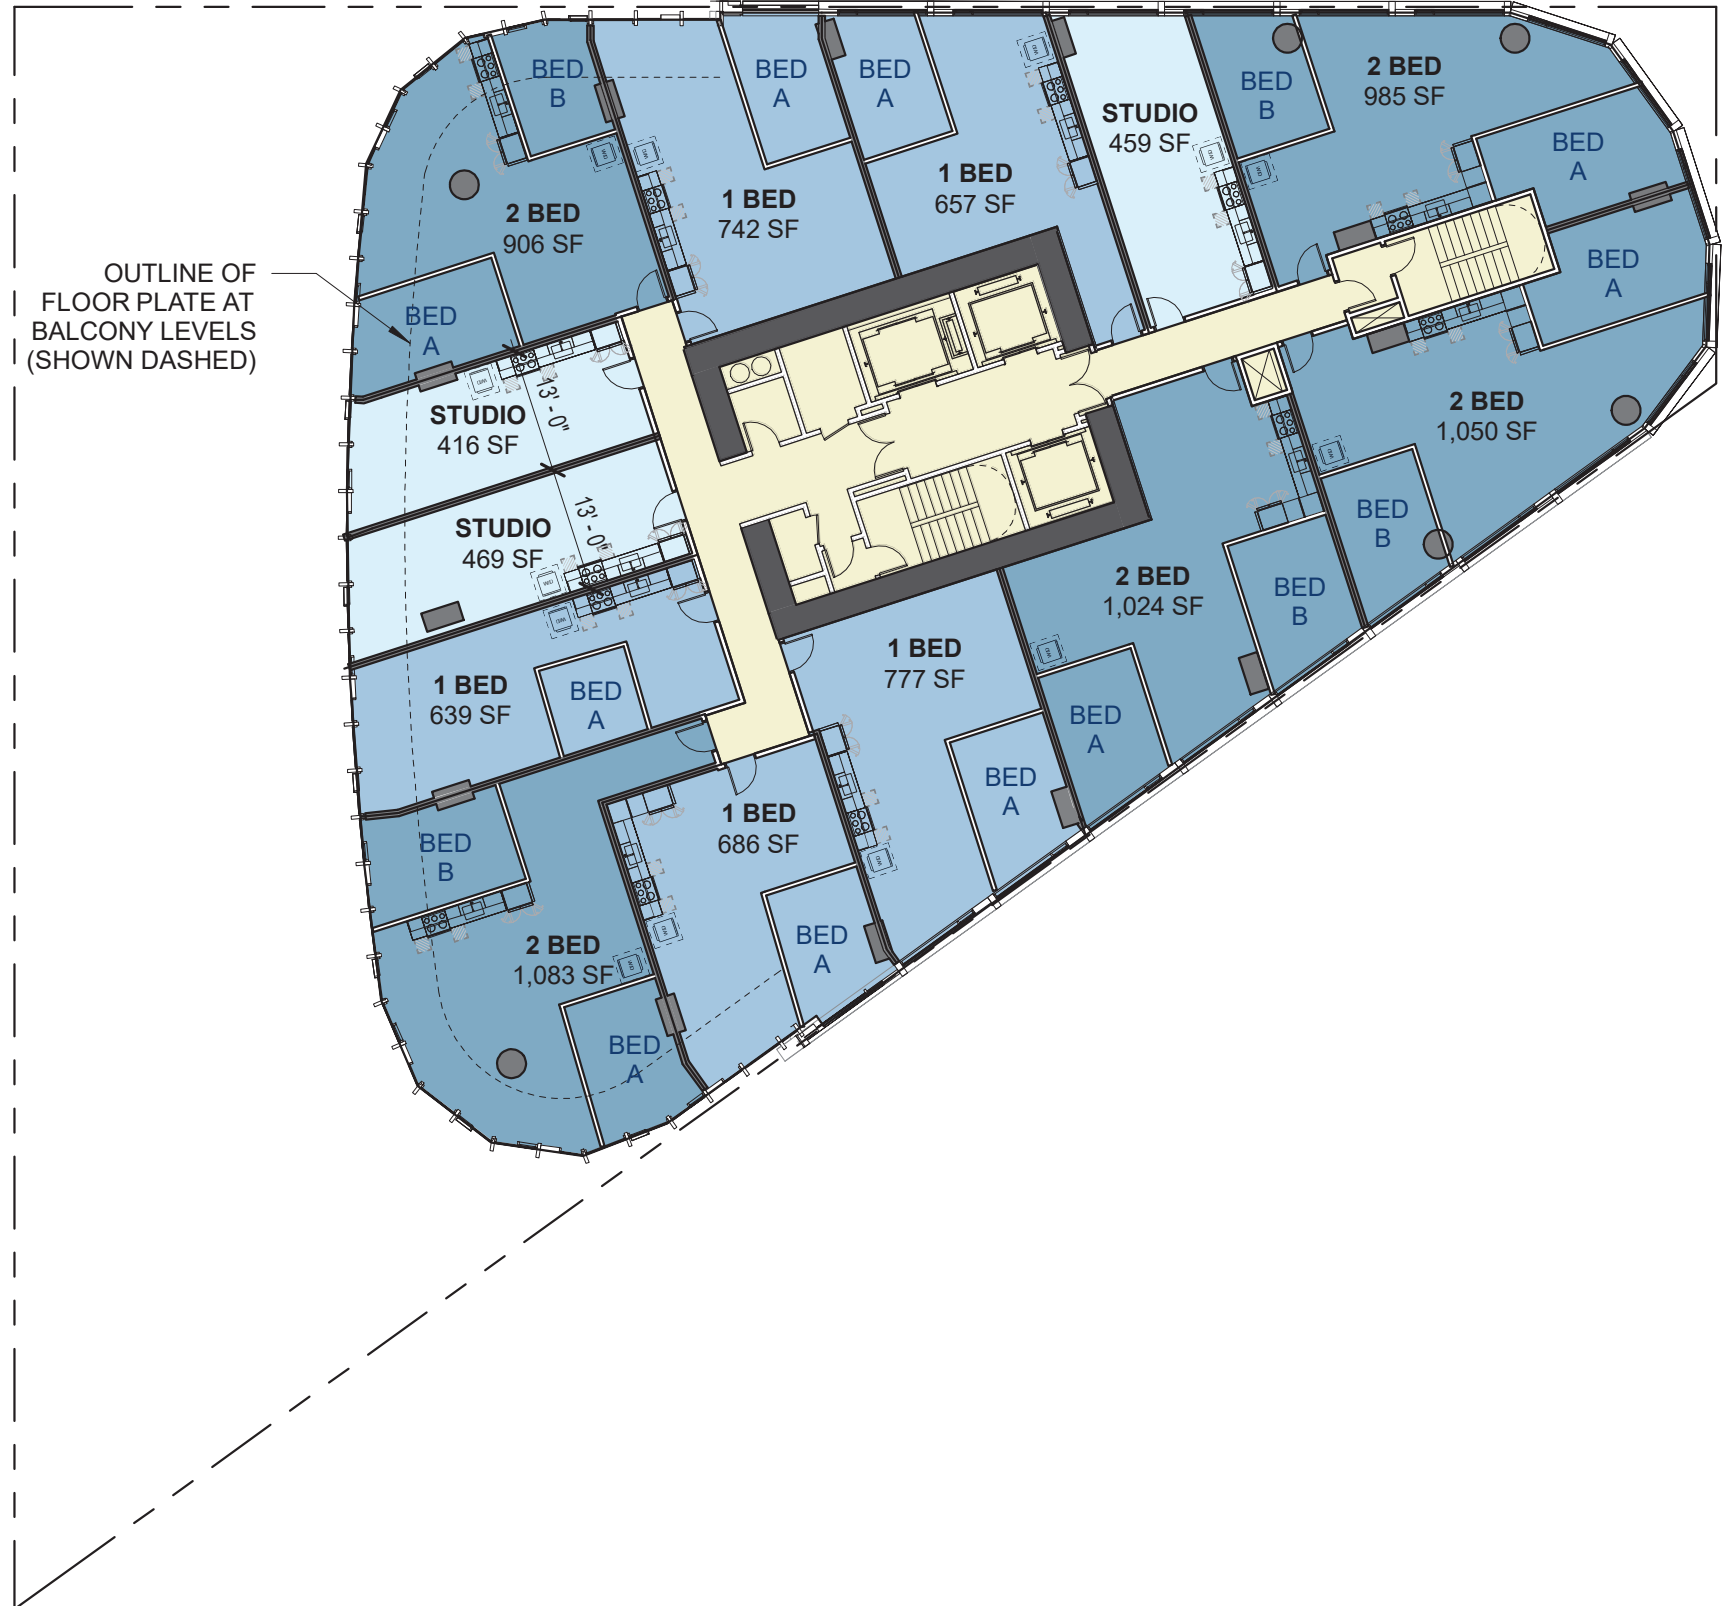 BED
B
BED
A
BED
A
STUDIO
459 SF
BED
B
2 BED
985 SF
BED
A
2 BED
906 SF
1 BED
742 SF
1 BED
657 SF
BED
A
OUTLINE OF
FLOOR PLATE AT
BALCONY LEVELS
(SHOWN DASHED)
BED
A
STUDIO
416 SF
13' - 0"
2 BED
1,050 SF
STUDIO
469 SF
13' - 0"
BED
B
2 BED
1,024 SF
BED
B
1 BED
639 SF
BED
A
1 BED
777 SF
BED
A
BED
A
BED
B
1 BED
686 SF
2 BED
1,083 SF
BED
A
BED
A